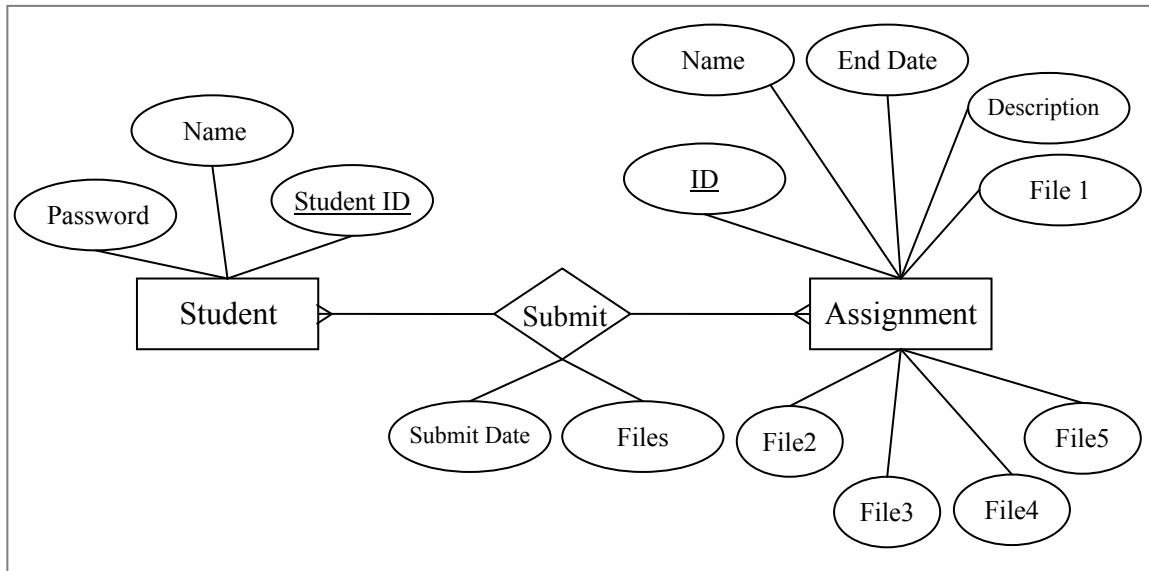 Name
End Date
Description
Name
ID
File 1
Student ID
Password
Student
Submit
Assignment
Submit Date
Files
File2
File5
File3
File4